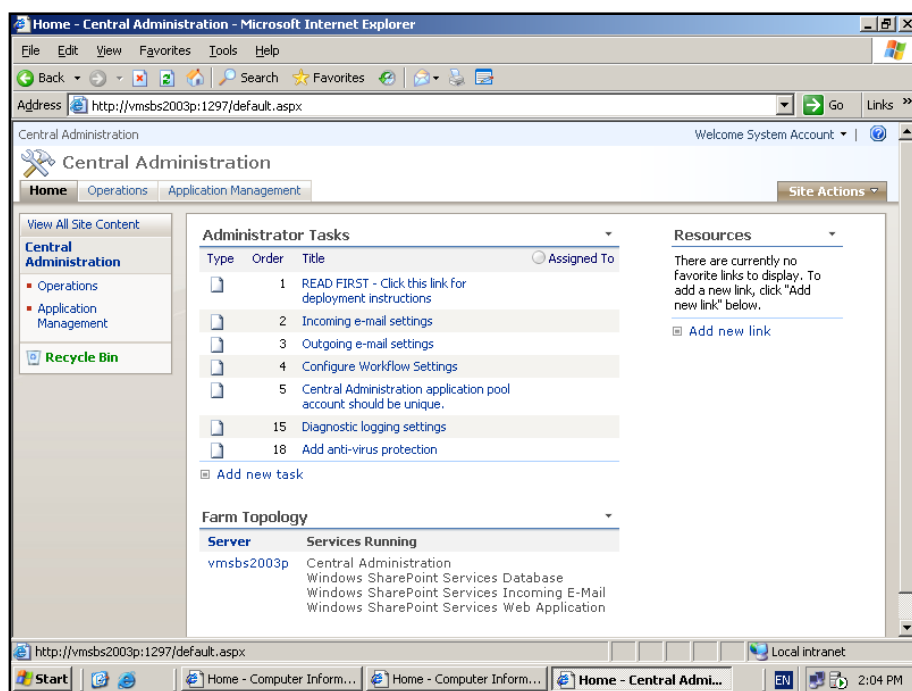 Home - Central Administration - Microsoft Internet Explorer
File Edit View Favorites Tools Help
Back Search Favorites
Address http://vmsbs2003p:1297/default.aspx Go Links »
Central Administration Welcome System Account
Central Administration
Home Operations Application Management Site Actions
View All Site Content
Central Administration
Operations
Application Management
Recycle Bin
Administrator Tasks
Type Order Title Assigned To
1 READ FIRST - Click this link for
deployment instructions
2 Incoming e-mail settings
3 Outgoing e-mail settings
4 Configure Workflow Settings
5 Central Administration application pool
account should be unique.
15 Diagnostic logging settings
18 Add anti-virus protection
Add new task
Farm Topology
Server Services Running
vmsbs2003p Central Administration
Windows SharePoint Services Database
Windows SharePoint Services Incoming E-Mail
Windows SharePoint Services Web Application
Resources
There are currently no
favorite links to display. To
add a new link, click "Add
new link" below.
Add new link
http://vmsbs2003p:1297/default.aspx Local intranet
Start Home - Computer Inform... Home - Computer Inform... Home - Central Admi... EN 2:04 PM